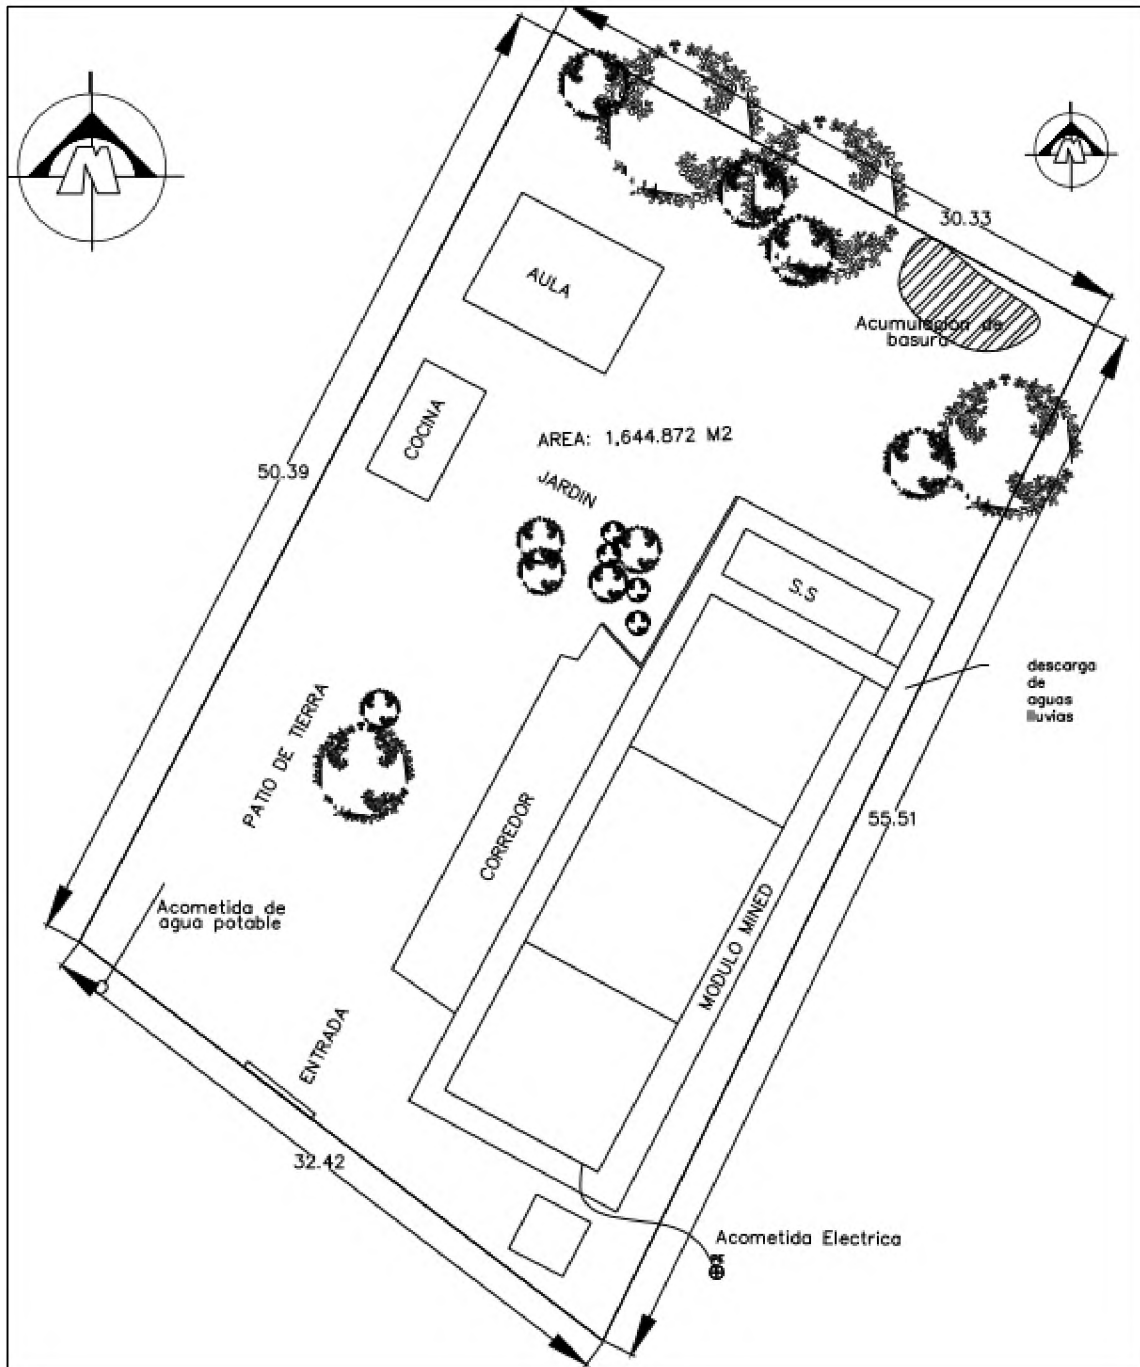 N
N
30.33
AULA
Acumulación de
basura
COCINA
AREA: 1,644.872 M2
50.39
JARDIN
S.S
descarga
de
aguas
lluvias
PATIO DE TIERRA
CORREDOR
55.51
MODULO MINED
Acometida de
agua potable
ENTRADA
32.42
Acometida Electrica